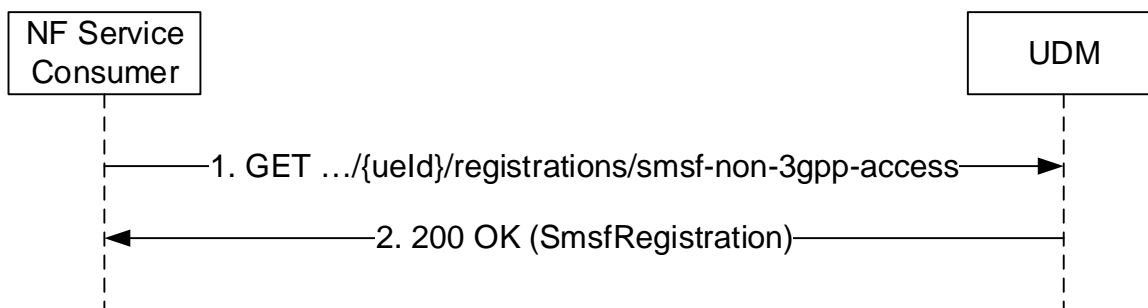 NF Service
Consumer
UDM
1. GET …/{ueId}/registrations/smsf-non-3gpp-access
2. 200 OK (SmsfRegistration)